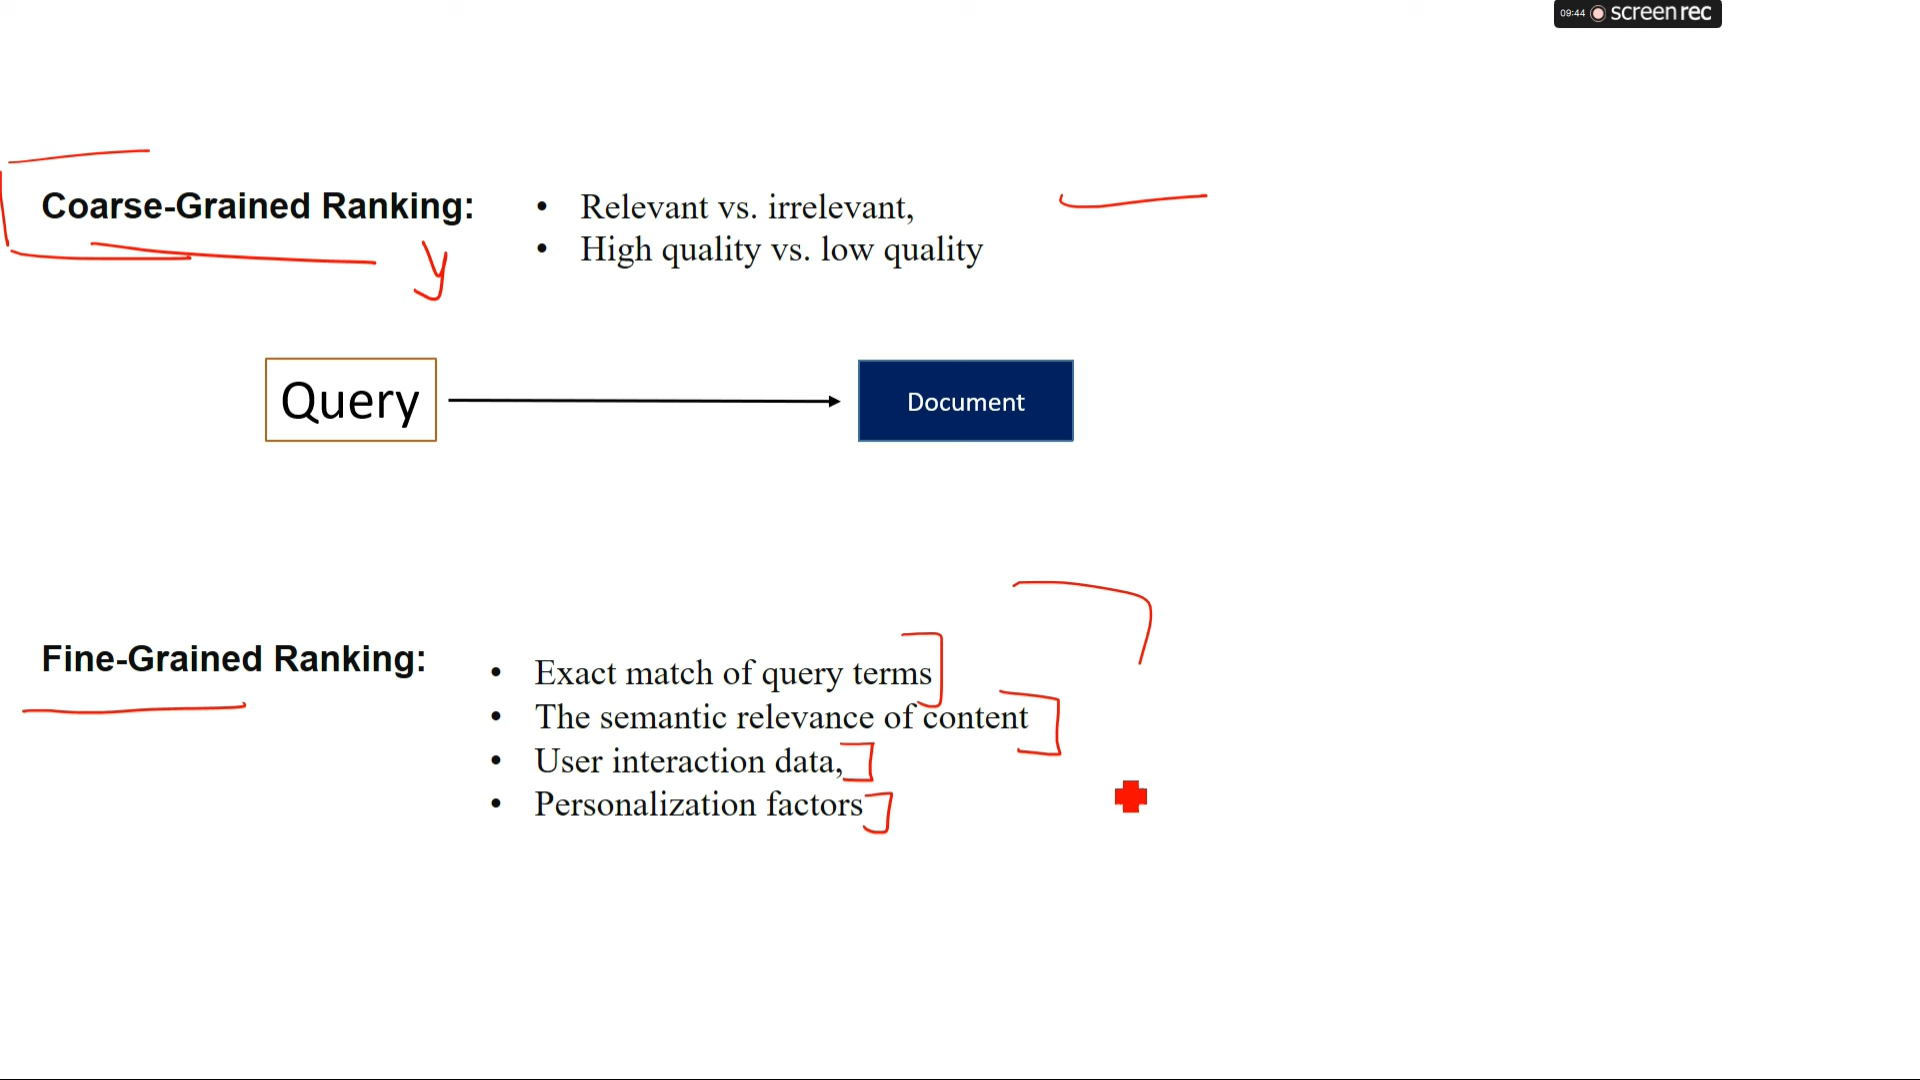 09:44 screenrec
Coarse-Grained Ranking:
• Relevant vs. irrelevant,
• High quality vs. low quality
y
Query
Document
Fine-Grained Ranking:
• Exact match of query terms
• The semantic relevance of content
• User interaction data,
• Personalization factors